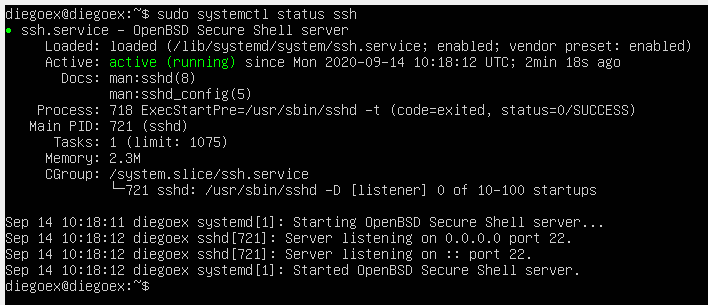 diegoex@diegoex:~$ sudo systemctl status ssh
● ssh.service – OpenBSD Secure Shell server
Loaded: loaded (/lib/systemd/system/ssh.service; enabled; vendor preset: enabled)
Active: active (running) since Mon 2020-09-14 10:18:12 UTC; 2min 18s ago
Docs: man:sshd(8)
man:sshd_config(5)
Process: 718 ExecStartPre=/usr/sbin/sshd -t (code=exited, status=0/SUCCESS)
Main PID: 721 (sshd)
Tasks: 1 (limit: 1075)
Memory: 2.3M
CGroup: /system.slice/ssh.service
└─721 sshd: /usr/sbin/sshd -D [listener] 0 of 10-100 startups
Sep 14 10:18:11 diegoex systemd[1]: Starting OpenBSD Secure Shell server...
Sep 14 10:18:12 diegoex sshd[721]: Server listening on 0.0.0.0 port 22.
Sep 14 10:18:12 diegoex sshd[721]: Server listening on :: port 22.
Sep 14 10:18:12 diegoex systemd[1]: Started OpenBSD Secure Shell server.
diegoex@diegoex:~$